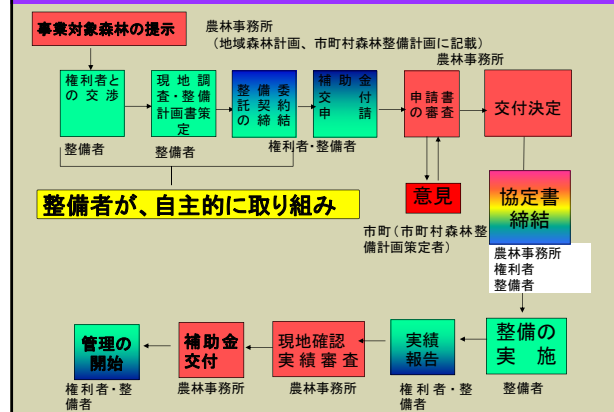 事業対象森林の提示
農林事務所
(地域森林計画、市町村森林整備計画に記載)
農林事務所
権利者と
の交渉
現地調
査・整備
計画書策
定
整備委
託契約
の締結
補助金
交付
申請
申請書
の審査
交付決定
整備者
整備者
権利者・整備者
整備者が、自主的に取り組み
意見
市町(市町村森林整
備計画策定者)
協定書
締結
農林事務所
権利者
整備者
管理の
開始
補助金
交付
現地確認
実績審査
実績
報告
整備の
実施
権利者・整
備者
農林事務所
農林事務所
権利者・整
備者
整備者